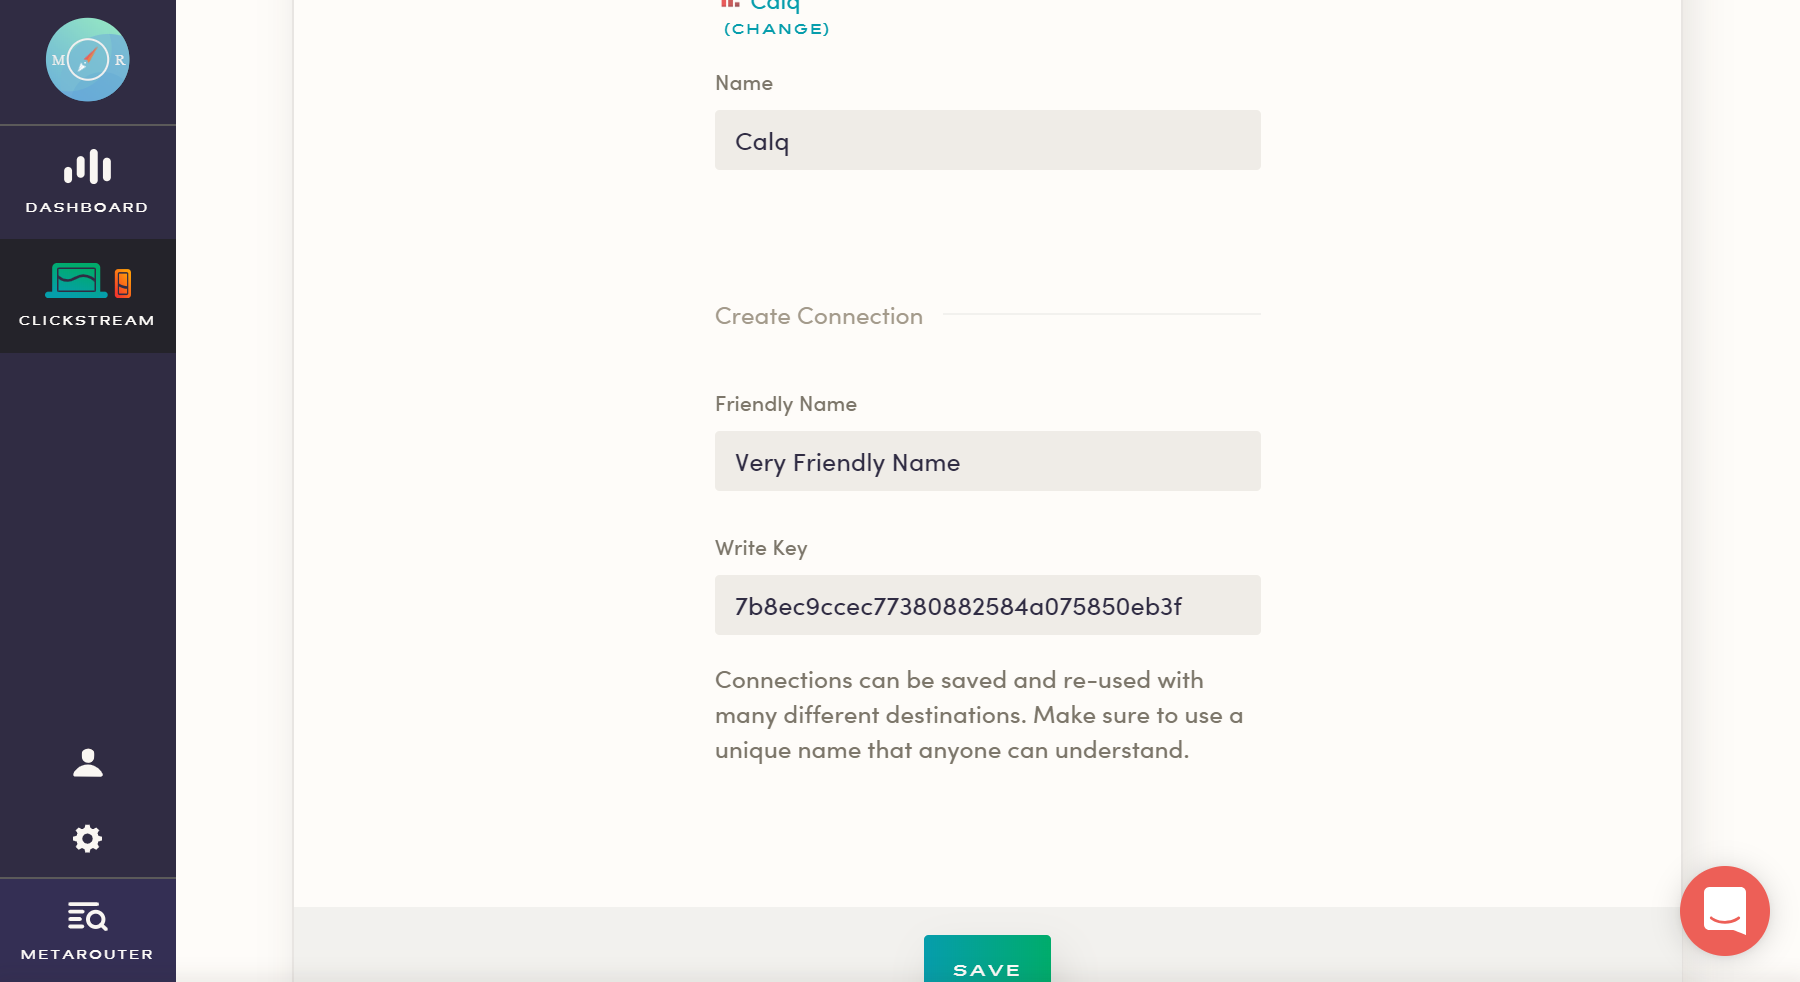 Calq
(CHANGE)
Name
Calq
Create Connection
Friendly Name
Very Friendly Name
Write Key
7b8ec9ccec77380882584a075850eb3f
Connections can be saved and re-used with
many different destinations. Make sure to use a
unique name that anyone can understand.
SAVE
M R
DASHBOARD
CLICKSTREAM
METAROUTER